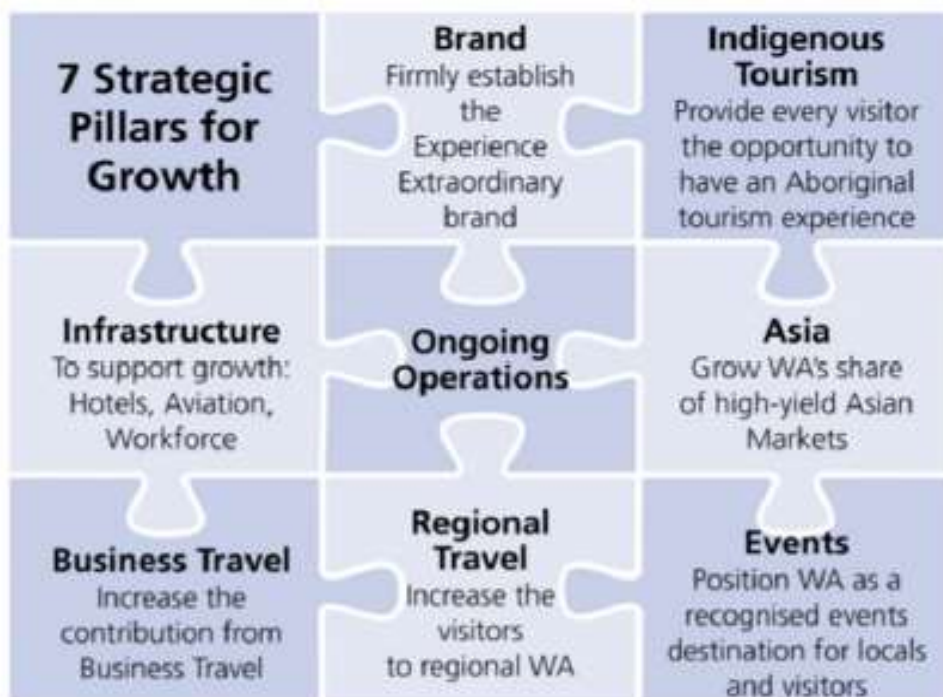 7 Strategic
Pillars for
Growth
Brand
Firmly establish
the
Experience
Extraordinary
brand
Indigenous
Tourism
Provide every visitor
the opportunity to
have an Aboriginal
tourism experience
Infrastructure
To support growth:
Hotels, Aviation,
Workforce
Ongoing
Operations
Asia
Grow WA's share
of high-yield Asian
Markets
Business Travel
Increase the
contribution from
Business Travel
Regional
Travel
Increase the
visitors
to regional WA
Events
Position WA as a
recognised events
destination for locals
and visitors